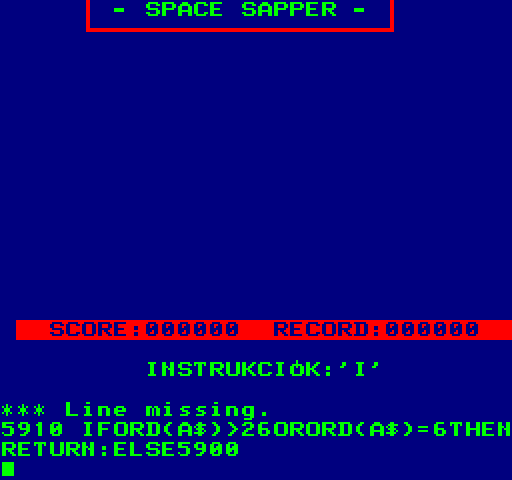 - SPACE SAPPER -
SCORE:000000 RECORD:000000
INSTRUKCIÓK:'I'
*** Line missing.
5910 IFORD(A$)>26ORORD(A$)=6THEN
RETURN:ELSE5900